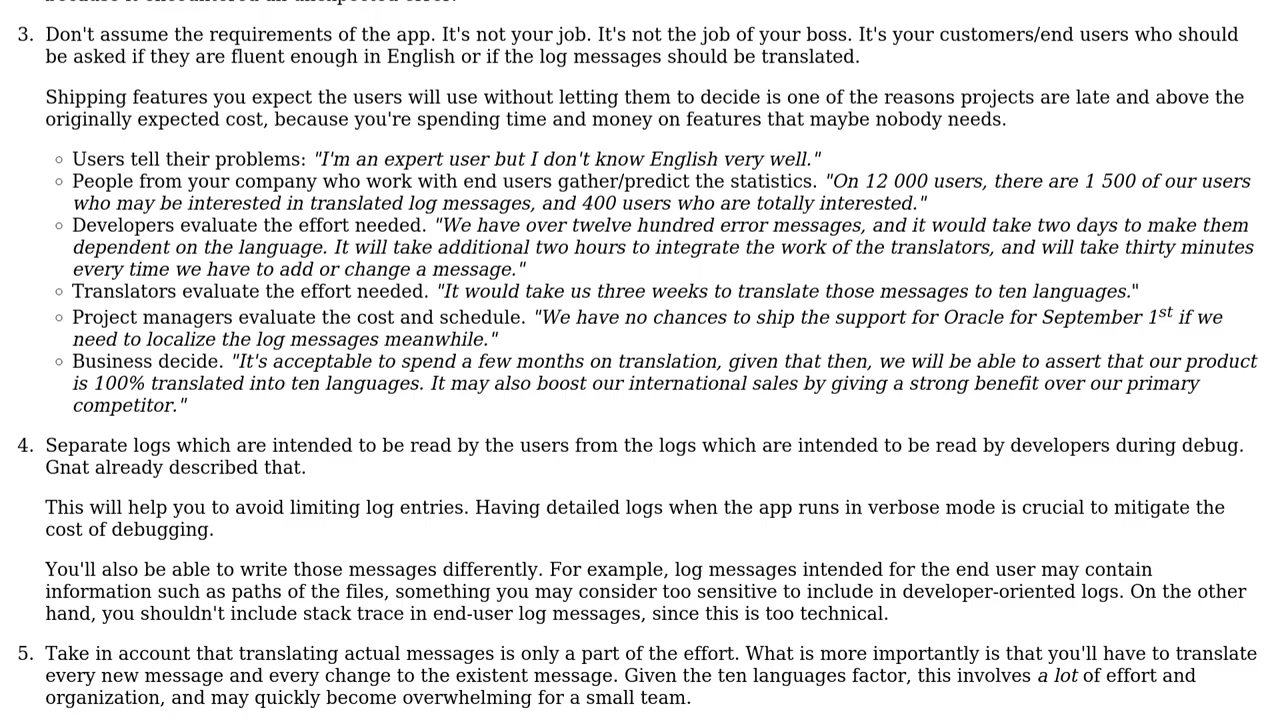 3. Don't assume the requirements of the app. It's not your job. It's not the job of your boss. It's your customers/end users who should
be asked if they are fluent enough in English or if the log messages should be translated.
Shipping features you expect the users will use without letting them to decide is one of the reasons projects are late and above the
originally expected cost, because you're spending time and money on features that maybe nobody needs.
◦ Users tell their problems: "I'm an expert user but I don't know English very well."
◦ People from your company who work with end users gather/predict the statistics. "On 12 000 users, there are 1 500 of our users
who may be interested in translated log messages, and 400 users who are totally interested."
◦ Developers evaluate the effort needed. "We have over twelve hundred error messages, and it would take two days to make them
dependent on the language. It will take additional two hours to integrate the work of the translators, and will take thirty minutes
every time we have to add or change a message."
◦ Translators evaluate the effort needed. "It would take us three weeks to translate those messages to ten languages."
◦ Project managers evaluate the cost and schedule. "We have no chances to ship the support for Oracle for September 1st if we
need to localize the log messages meanwhile."
◦ Business decide. "It's acceptable to spend a few months on translation, given that then, we will be able to assert that our product
is 100% translated into ten languages. It may also boost our international sales by giving a strong benefit over our primary
competitor."
4. Separate logs which are intended to be read by the users from the logs which are intended to be read by developers during debug.
Gnat already described that.
This will help you to avoid limiting log entries. Having detailed logs when the app runs in verbose mode is crucial to mitigate the
cost of debugging.
You'll also be able to write those messages differently. For example, log messages intended for the end user may contain
information such as paths of the files, something you may consider too sensitive to include in developer-oriented logs. On the other
hand, you shouldn't include stack trace in end-user log messages, since this is too technical.
5. Take in account that translating actual messages is only a part of the effort. What is more importantly is that you'll have to translate
every new message and every change to the existent message. Given the ten languages factor, this involves a lot of effort and
organization, and may quickly become overwhelming for a small team.